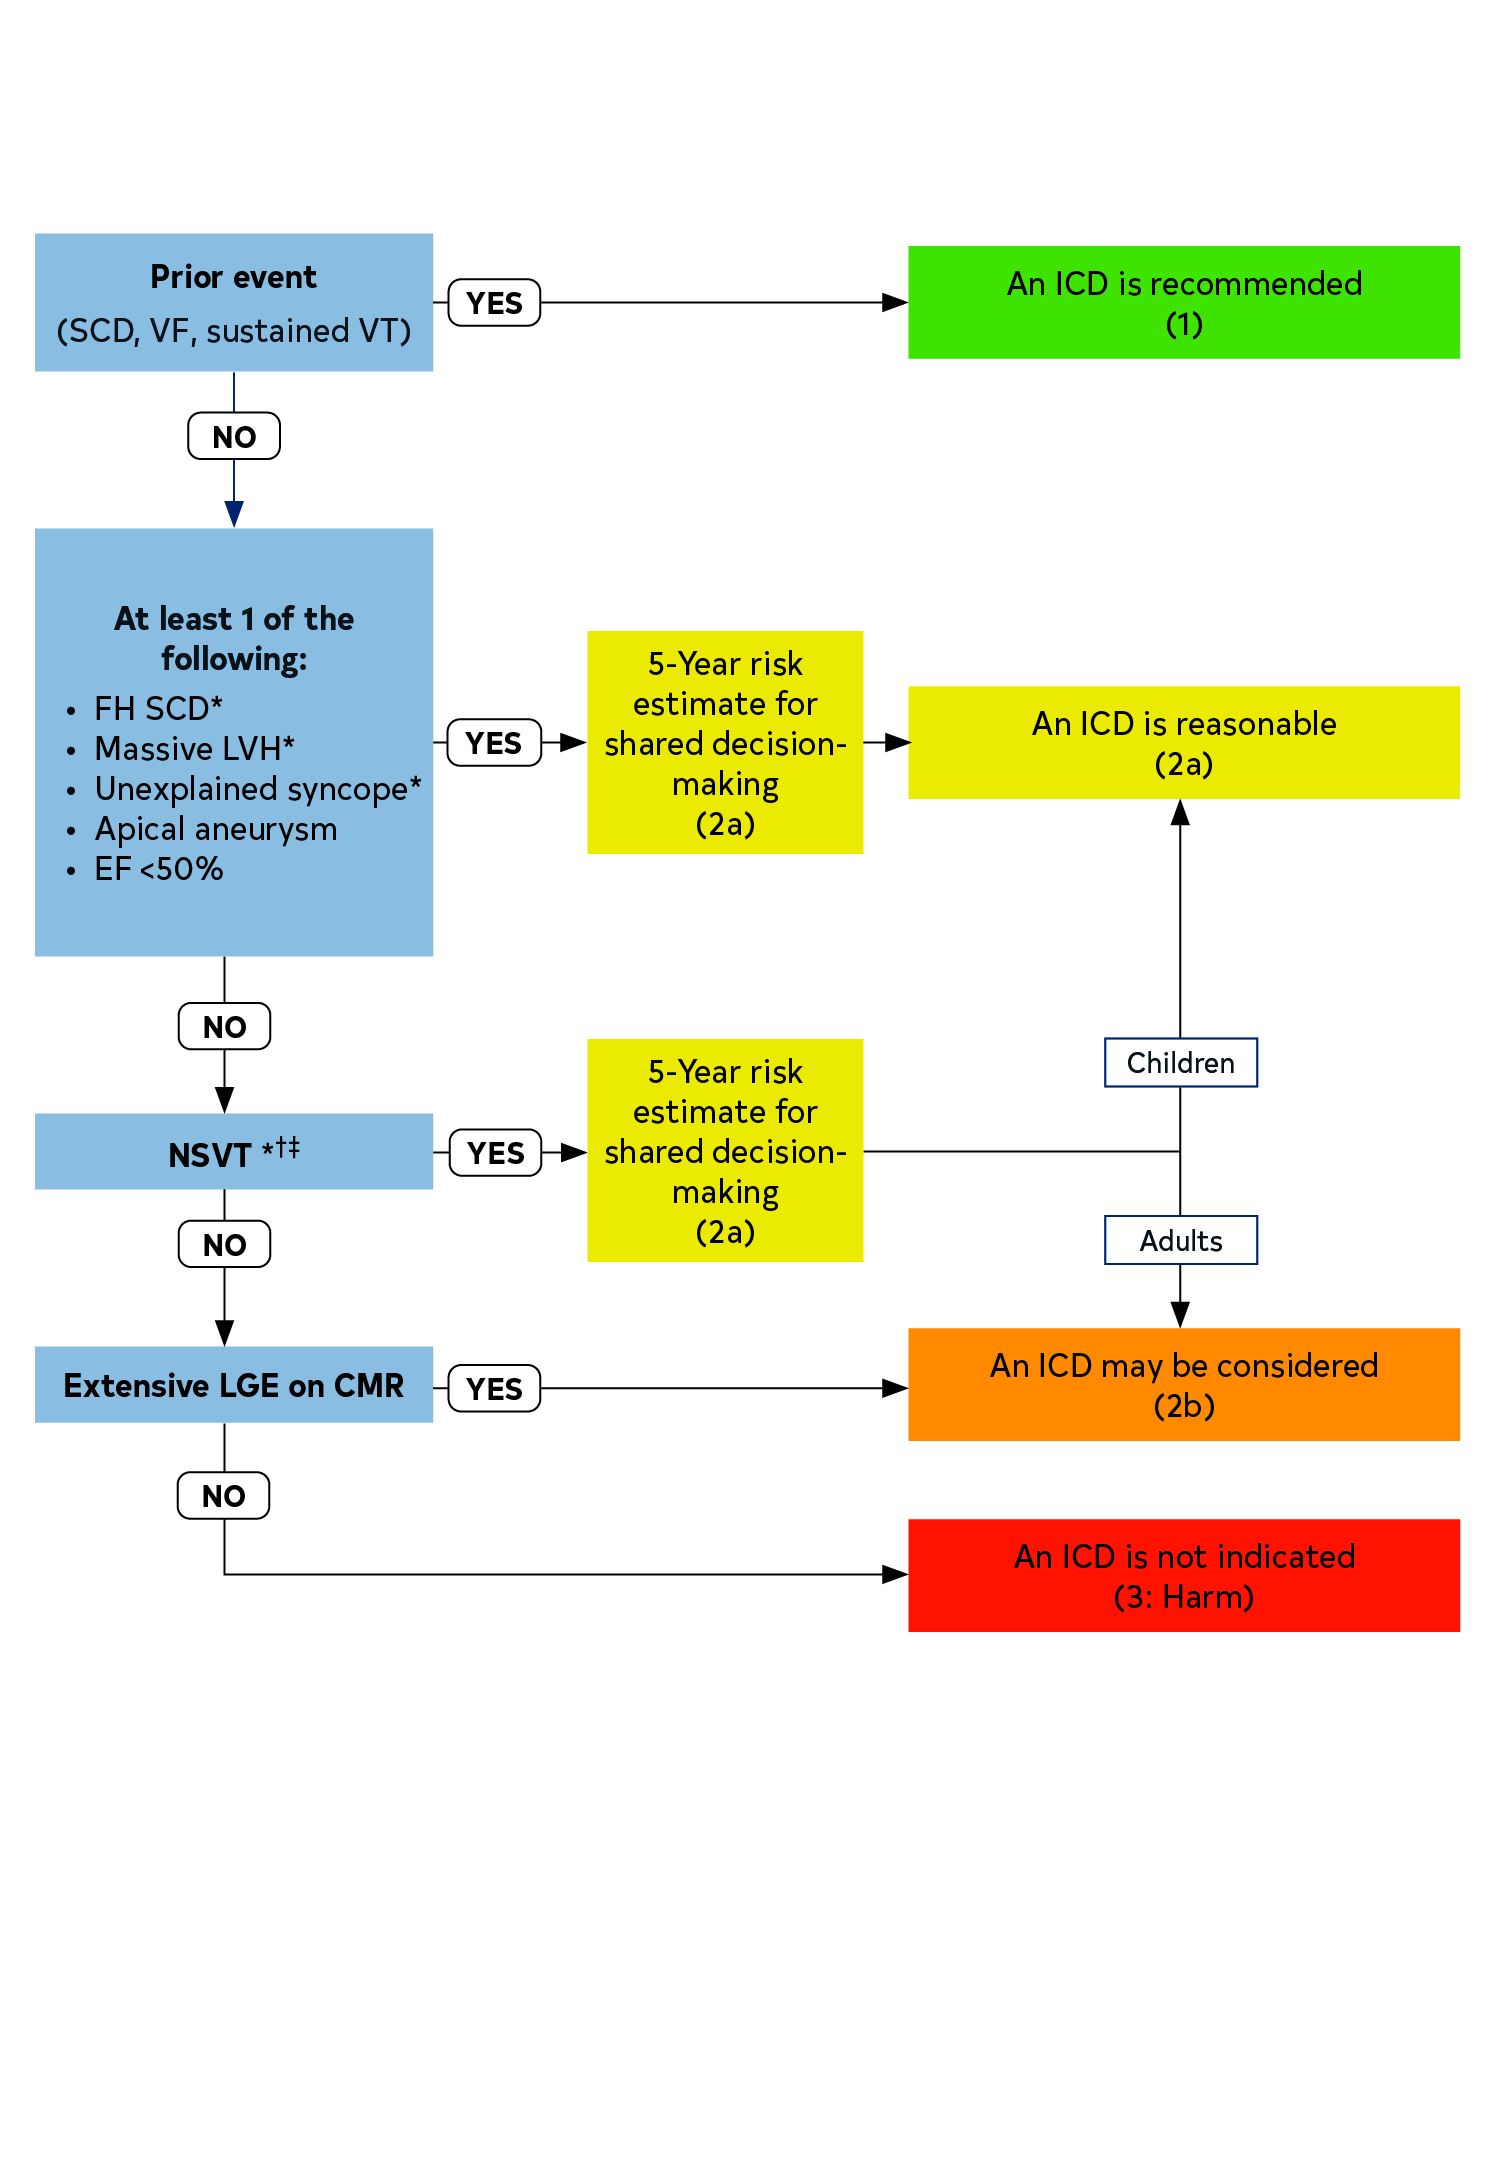 Prior event
(SCD, VF, sustained VT)
YES
An ICD is recommended
(1)
NO
At least 1 of the
following:
• FH SCD*
• Massive LVH*
• Unexplained syncope*
• Apical aneurysm
• EF <50%
YES
5-Year risk
estimate for
shared decision-
making
(2a)
An ICD is reasonable
(2a)
NO
NSVT *†‡
YES
5-Year risk
estimate for
shared decision-
making
(2a)
Children
Adults
NO
Extensive LGE on CMR
YES
An ICD may be considered
(2b)
NO
An ICD is not indicated
(3: Harm)